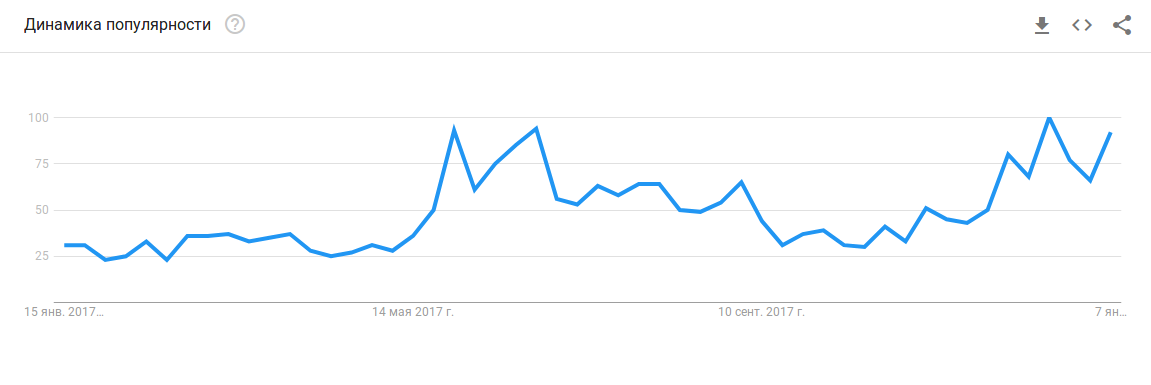 Динамика популярности ?
100
75
50
25
15 янв. 2017…
14 мая 2017 г.
10 сент. 2017 г.
7 ян…